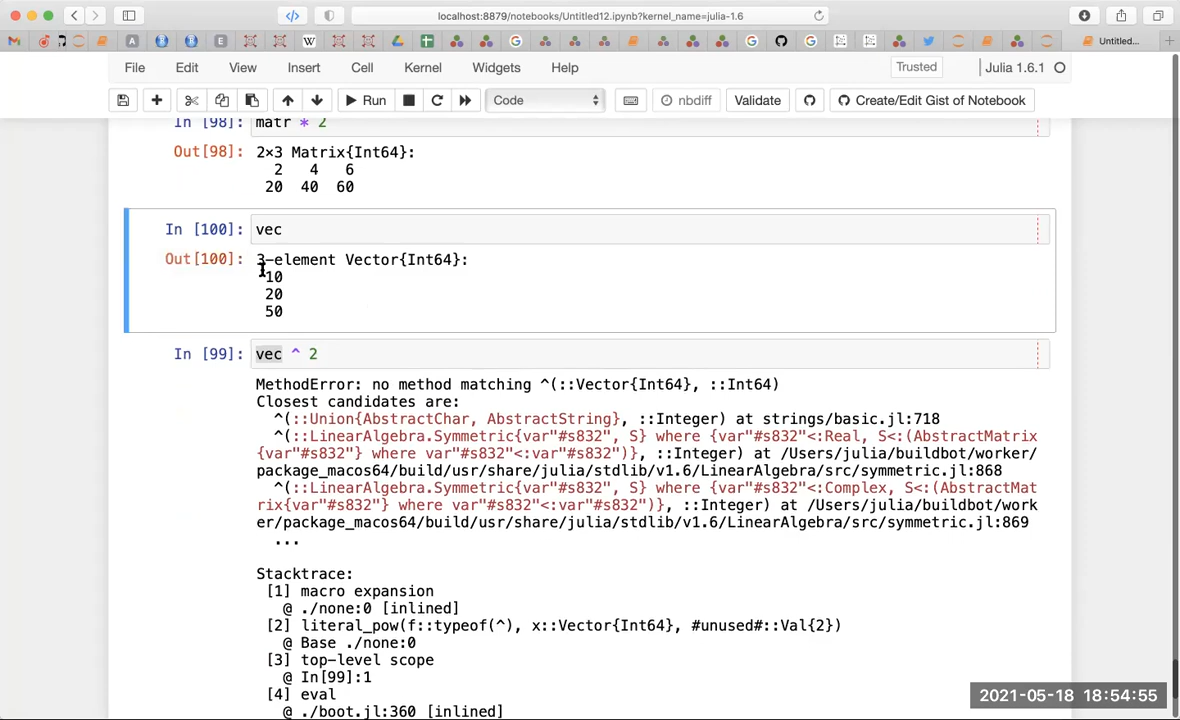 localhost:8879/notebooks/Untitled12.ipynb?kernel_name=julia-1.6
Untitled...
File Edit View Insert Cell Kernel Widgets Help Trusted Julia 1.6.1
Run Code nbdiff Validate Create/Edit Gist of Notebook
In [98]: matr * 2
Out[98]: 2×3 Matrix{Int64}:
2 4 6
20 40 60
In [100]: vec
Out[100]: 3-element Vector{Int64}:
10
20
50
In [99]: vec ^ 2
MethodError: no method matching ^(::Vector{Int64}, ::Int64)
Closest candidates are:
^(::Union{AbstractChar, AbstractString}, ::Integer) at strings/basic.jl:718
^(::LinearAlgebra.Symmetric{var"#s832", S} where {var"#s832"<:Real, S<:(AbstractMatrix
{var"#s832"} where var"#s832"<:var"#s832")}, ::Integer) at /Users/julia/buildbot/worker/
package_macos64/build/usr/share/julia/stdlib/v1.6/LinearAlgebra/src/symmetric.jl:868
^(::LinearAlgebra.Symmetric{var"#s832", S} where {var"#s832"<:Complex, S<:(AbstractMat
rix{var"#s832"} where var"#s832"<:var"#s832")}, ::Integer) at /Users/julia/buildbot/work
er/package_macos64/build/usr/share/julia/stdlib/v1.6/LinearAlgebra/src/symmetric.jl:869
...
Stacktrace:
[1] macro expansion
@ ./none:0 [inlined]
[2] literal_pow(f::typeof(^), x::Vector{Int64}, #unused#::Val{2})
@ Base ./none:0
[3] top-level scope
@ In[99]:1
[4] eval
@ ./boot.jl:360 [inlined]
2021-05-18 18:54:55